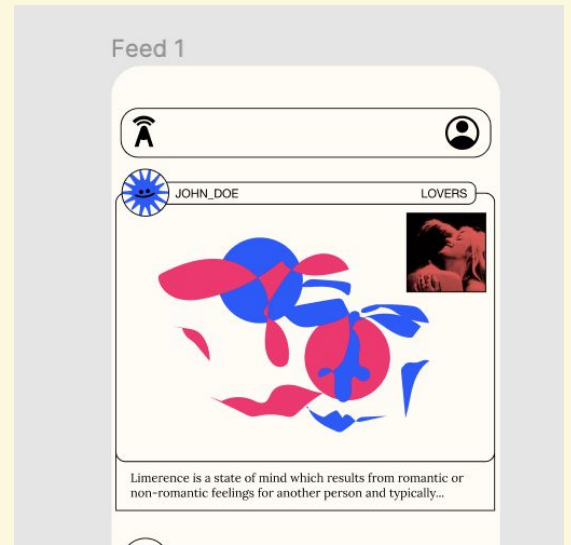 Feed 1
JOHN_DOE LOVERS
Limerence is a state of mind which results from romantic or
non-romantic feelings for another person and typically...